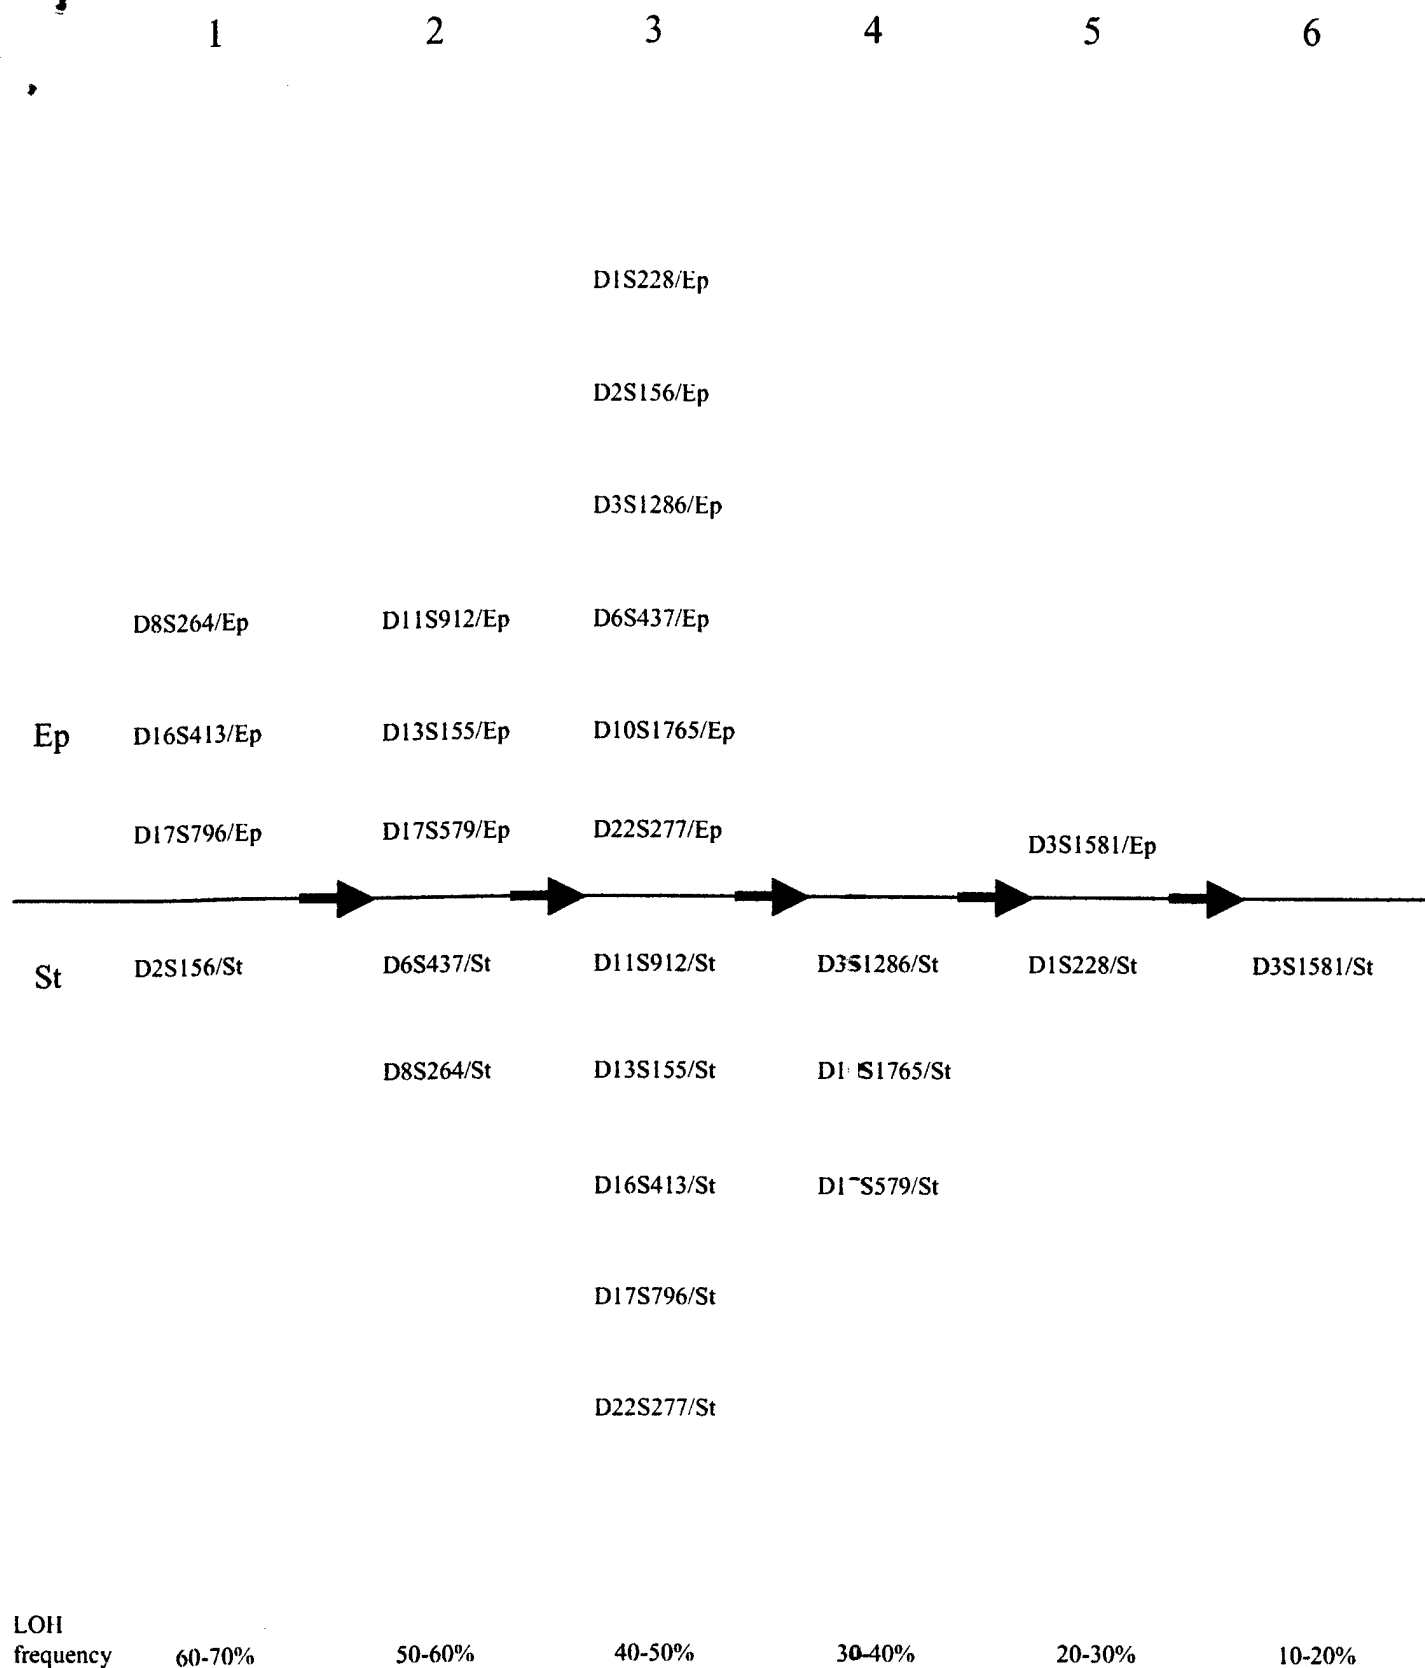 1 2 3 4 5 6
D1S228/Ep
D2S156/Ep
D3S1286/Ep
D8S264/Ep D11S912/Ep D6S437/Ep
Ep D16S413/Ep D13S155/Ep D10S1765/Ep
D17S796/Ep D17S579/Ep D22S277/Ep D3S1581/Ep
St D2S156/St D6S437/St D11S912/St D3S1286/St D1S228/St D3S1581/St
D8S264/St D13S155/St
D16S413/St
D17S796/St
D22S277/St
LOH
frequency 60-70% 50-60% 40-50% 30-40% 20-30% 10-20%